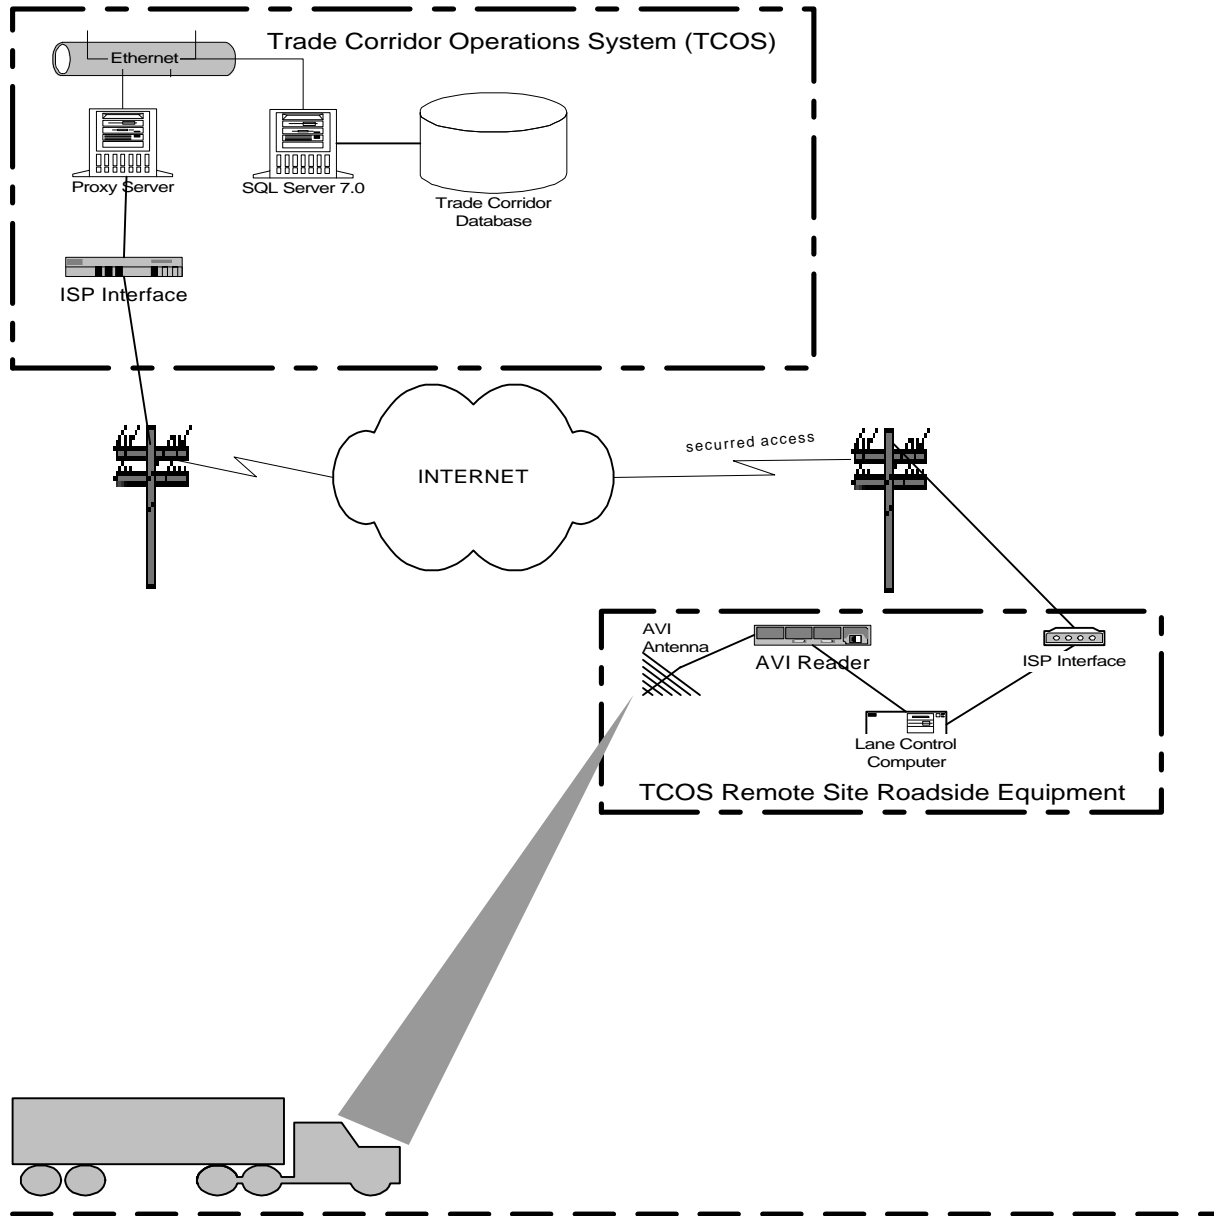 Trade Corridor Operations System (TCOS)
Ethernet
Proxy Server
SQL Server 7.0
Trade Corridor
Database
ISP Interface
INTERNET
securred access
AVI
Antenna
AVI Reader
ISP Interface
Lane Control
Computer
TCOS Remote Site Roadside Equipment